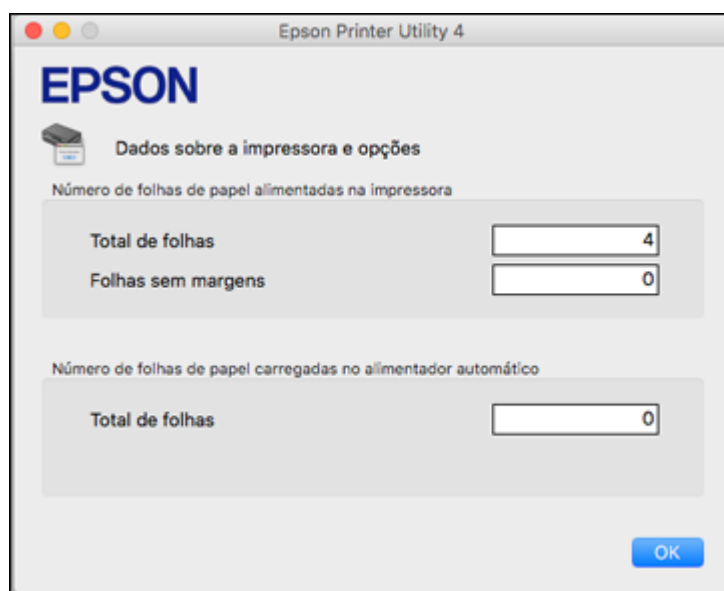 Epson Printer Utility 4
EPSON
Dados sobre a impressora e opções
Número de folhas de papel alimentadas na impressora
Total de folhas 4
Folhas sem margens 0
Número de folhas de papel carregadas no alimentador automático
Total de folhas 0
OK